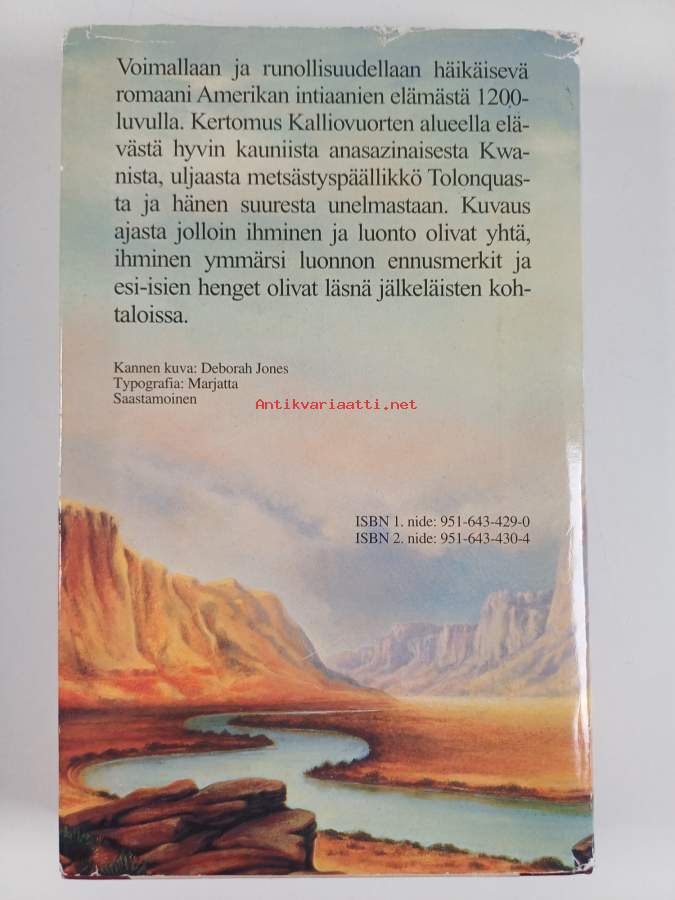 Voimallaan ja runollisuudellaan häikäisevä
romaani Amerikan intiaanien elämästä 1200-
luvulla. Kertomus Kalliovuorten alueella elä-
västä hyvin kauniista anasazinaisesta Kwa-
nista, uljaasta metsästyspäällikkö Tolonquas-
ta ja hänen suuresta unelmastaan. Kuvaus
ajasta jolloin ihminen ja luonto olivat yhtä,
ihminen ymmärsi luonnon ennusmerkit ja
esi-isien henget olivat läsnä jälkeläisten koh-
taloissa.
Kannen kuva: Deborah Jones
Typografia: Marjatta
Saastamoinen
Antikvariaatti.net
ISBN 1. nide: 951-643-429-0
ISBN 2. nide: 951-643-430-4